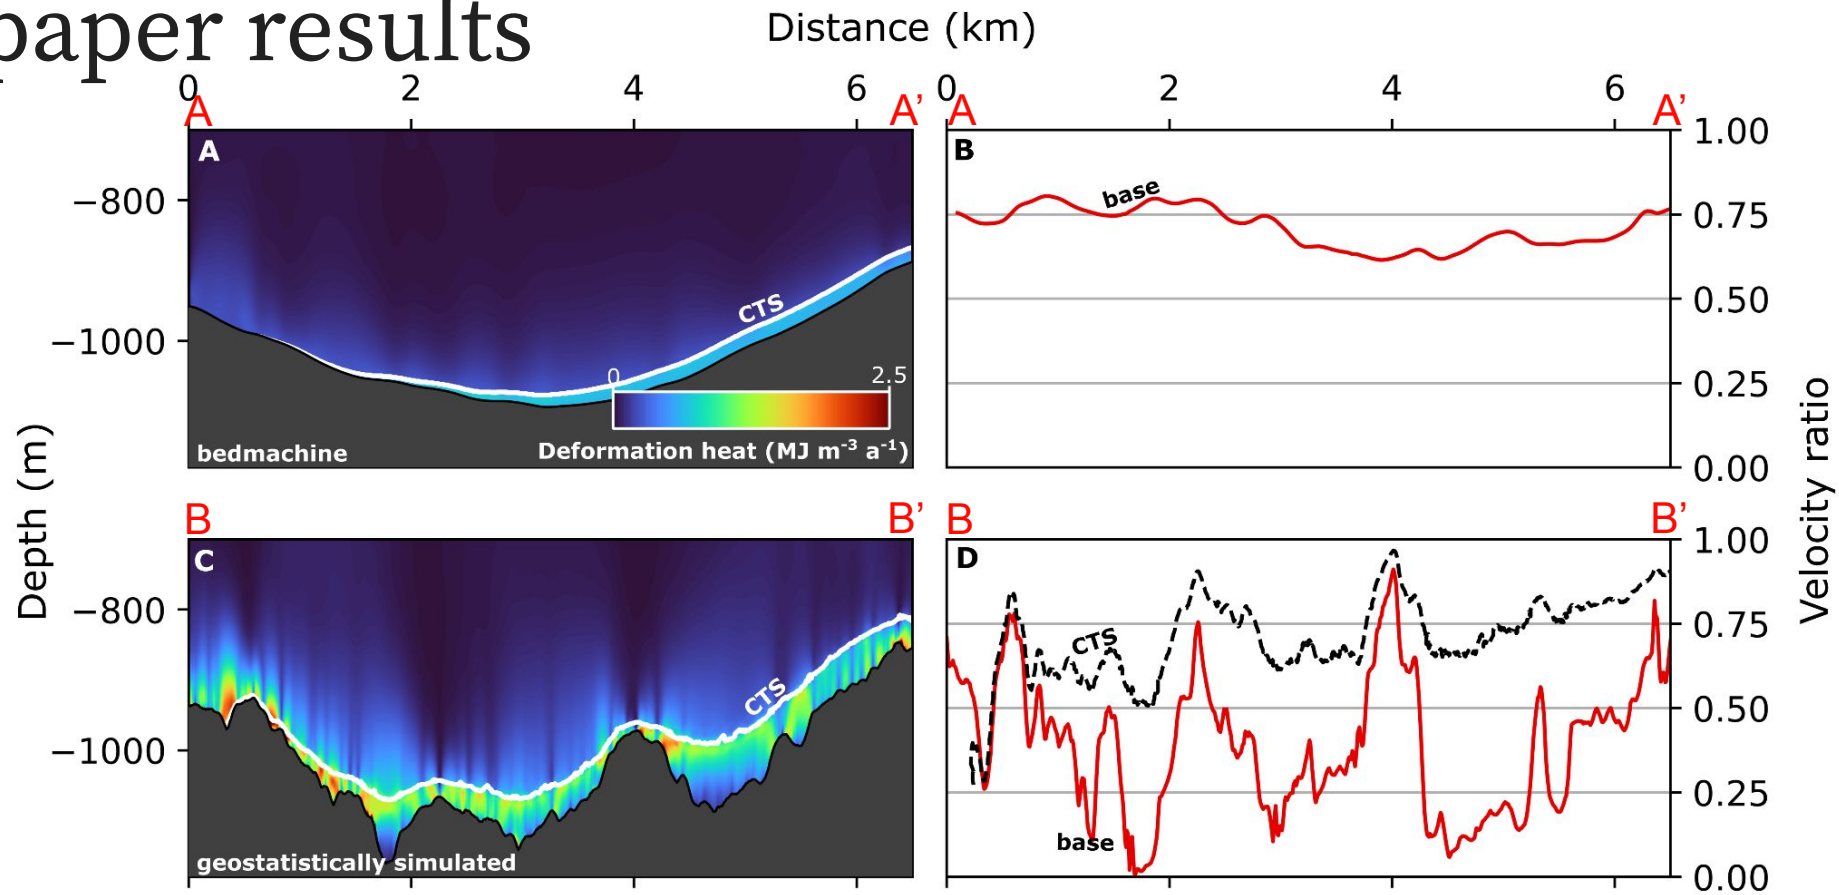 paper results
Distance (km)
0 2 4 6 0 2 4 6
A A’ A A’
A
B
1.00
0.75
0.50
0.25
0.00
−800
−1000
base
CTS
0 2.5
bedmachine
Deformation heat (MJ m⁻³ a⁻¹)
Depth (m)
Velocity ratio
B B’ B B’
C
D
1.00
0.75
0.50
0.25
0.00
−800
−1000
CTS
CTS
base
geostatistically simulated